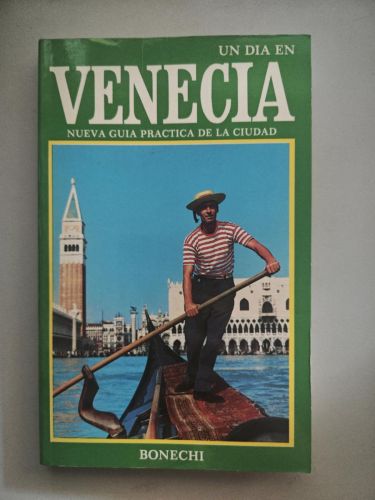 UN DIA EN
VENECIA
NUEVA GUIA PRACTICA DE LA CIUDAD
BONECHI